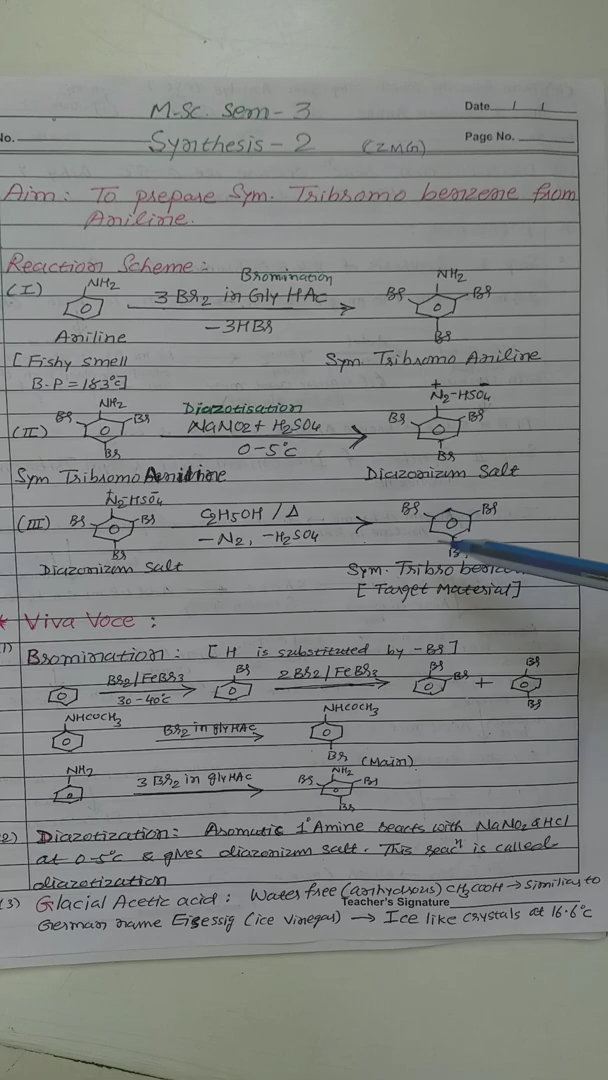 M.Sc. Sem-3
Date / /
No.
Synthesis-2 (ZMG)
Page No.
Aim: To prepare Sym. Tribromo benzene from
Aniline.
Reaction Scheme:
(I) NH2 Bromination NH2
3 Br2 in Gly HAc Br Br
-3HBr Br
Aniline Sym. Tribromo Aniline
[Fishy smell
B.P = 183°c]
NH2 Diazotisation + N2-HSO4 -
(II) Br Br NaNO2 + H2SO4 Br Br
Br 0-5°c Br
Sym Tribromo Aniline Diazonium Salt
+ N2-HSO4 -
(III) Br Br C2H5OH / Δ Br Br
Br -N2, -H2SO4
Diazonium Salt Sym. Tribro
[Target Material]
* Viva Voce:
1) Bromination: [H is substituted by -Br]
Br2/FeBr3 Br 2 Br2/FeBr3 Br Br + Br
30-40°c Br
NHCOCH3 Br2 in gly HAc NHCOCH3
Br (Main)
NH2 3 Br2 in gly HAc NH2
Br Br
Br
2) Diazotization: Aromatic 1° Amine reacts with NaNO2 & HCl
at 0-5°c & gives diazonium salt. This reacn is called
diazotization
(3) Glacial Acetic acid: Water free (anhydrous) CH3COOH → Similar to
Teacher's Signature
German name Eisessig (ice vinegar) → Ice like crystals at 16.6°c